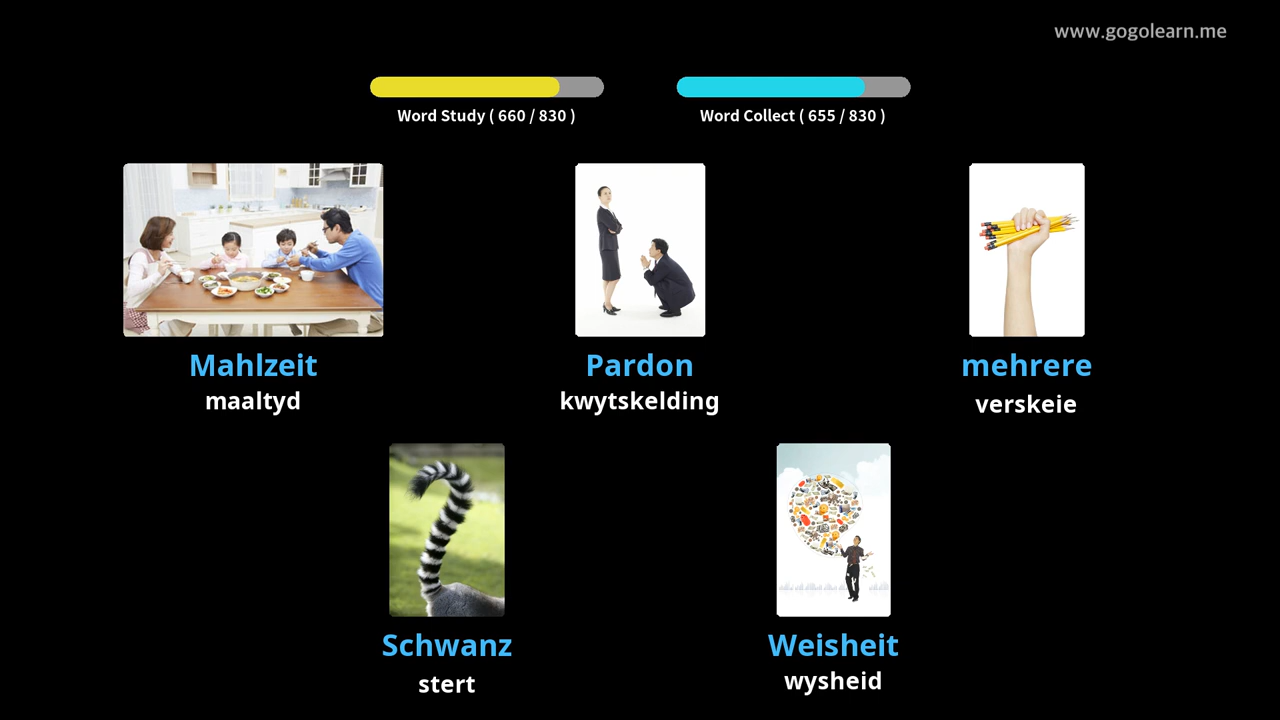 www.gogolearn.me
Word Study ( 660 / 830 )
Word Collect ( 655 / 830 )
Mahlzeit
maaltyd
Pardon
kwytskelding
mehrere
verskeie
Schwanz
stert
Weisheit
wysheid